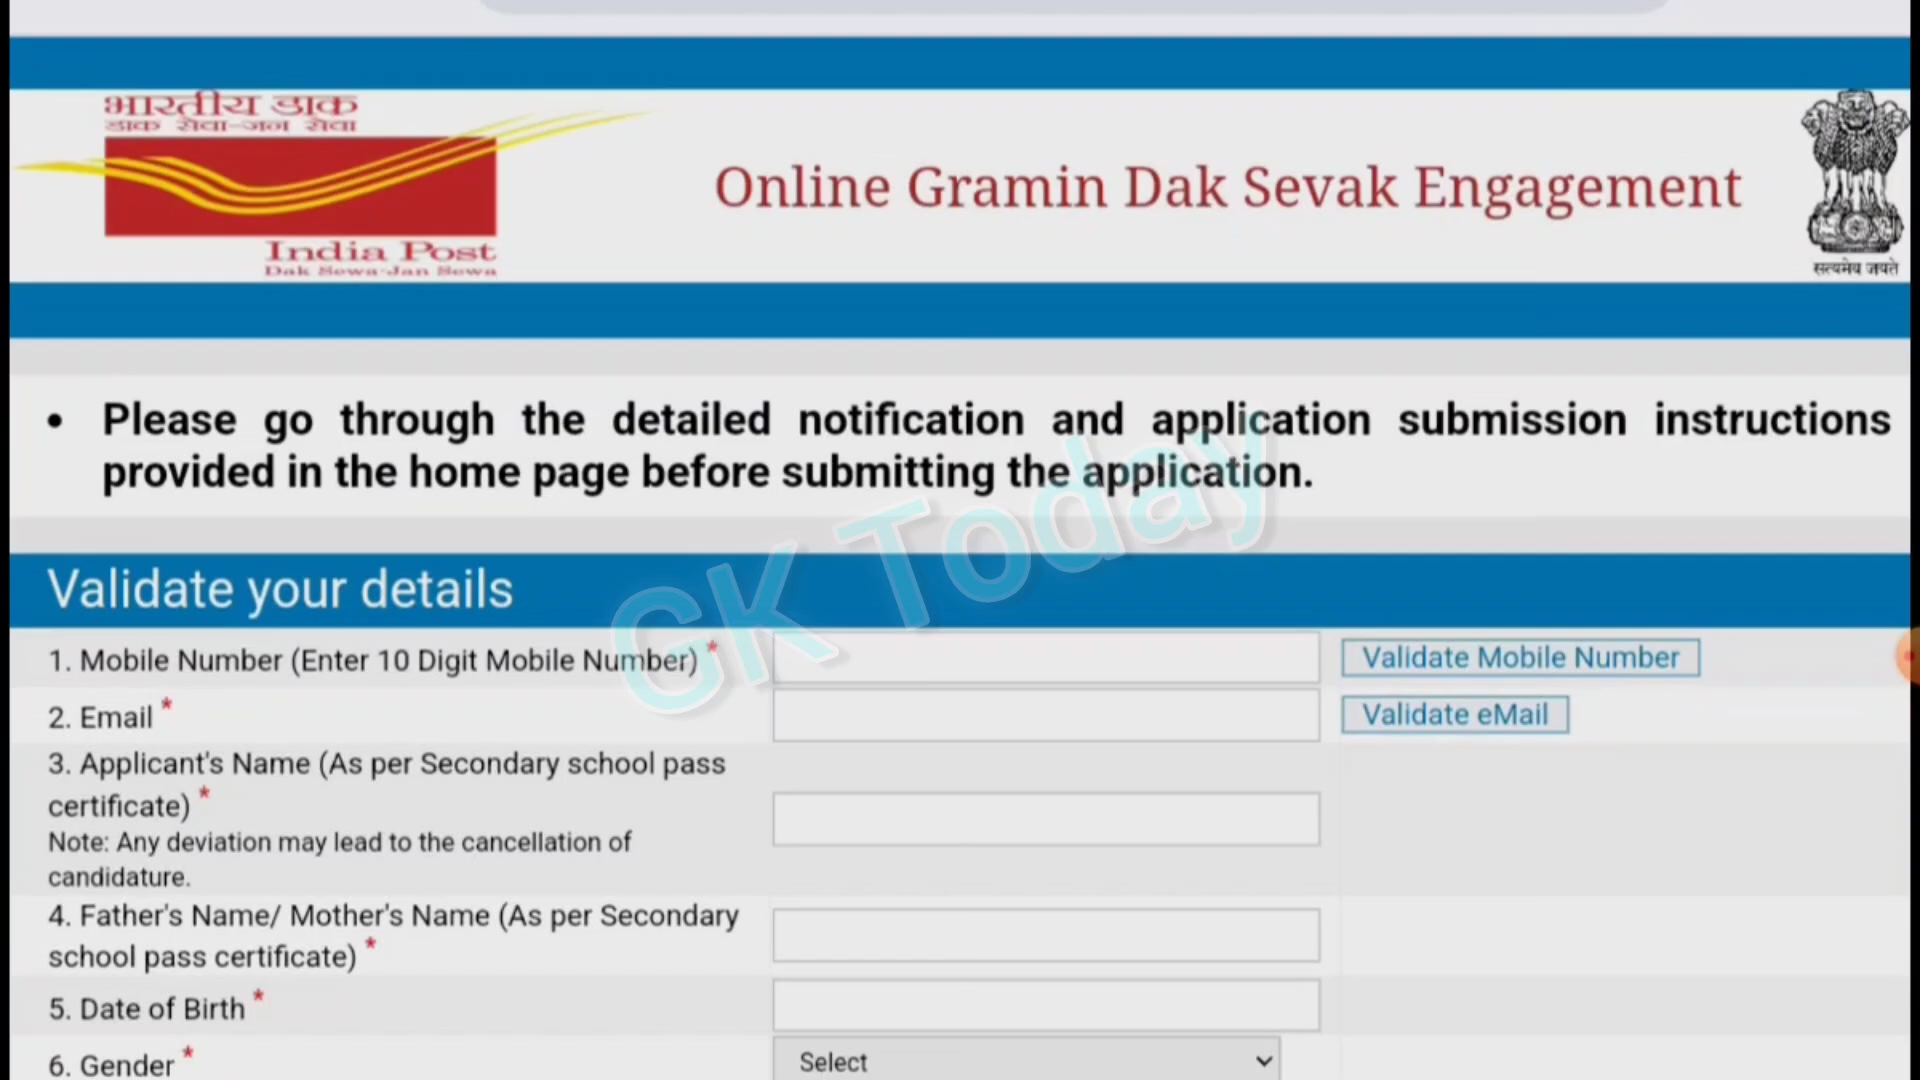 भारतीय डाक
डाक सेवा-जन सेवा
India Post
Dak Sewa-Jan Sewa
Online Gramin Dak Sevak Engagement
सत्यमेव जयते
• Please go through the detailed notification and application submission instructions
provided in the home page before submitting the application.
GK Today
Validate your details
1. Mobile Number (Enter 10 Digit Mobile Number) *
Validate Mobile Number
2. Email *
Validate eMail
3. Applicant's Name (As per Secondary school pass
certificate) *
Note: Any deviation may lead to the cancellation of
candidature.
4. Father's Name/ Mother's Name (As per Secondary
school pass certificate) *
5. Date of Birth *
6. Gender *
Select